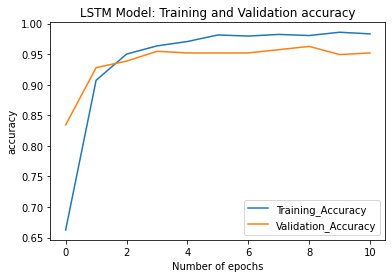 LSTM Model: Training and Validation accuracy
1.00
0.95
0.90
0.85
0.80
0.75
0.70
0.65
accuracy
0 2 4 6 8 10
Number of epochs
Training_Accuracy
Validation_Accuracy